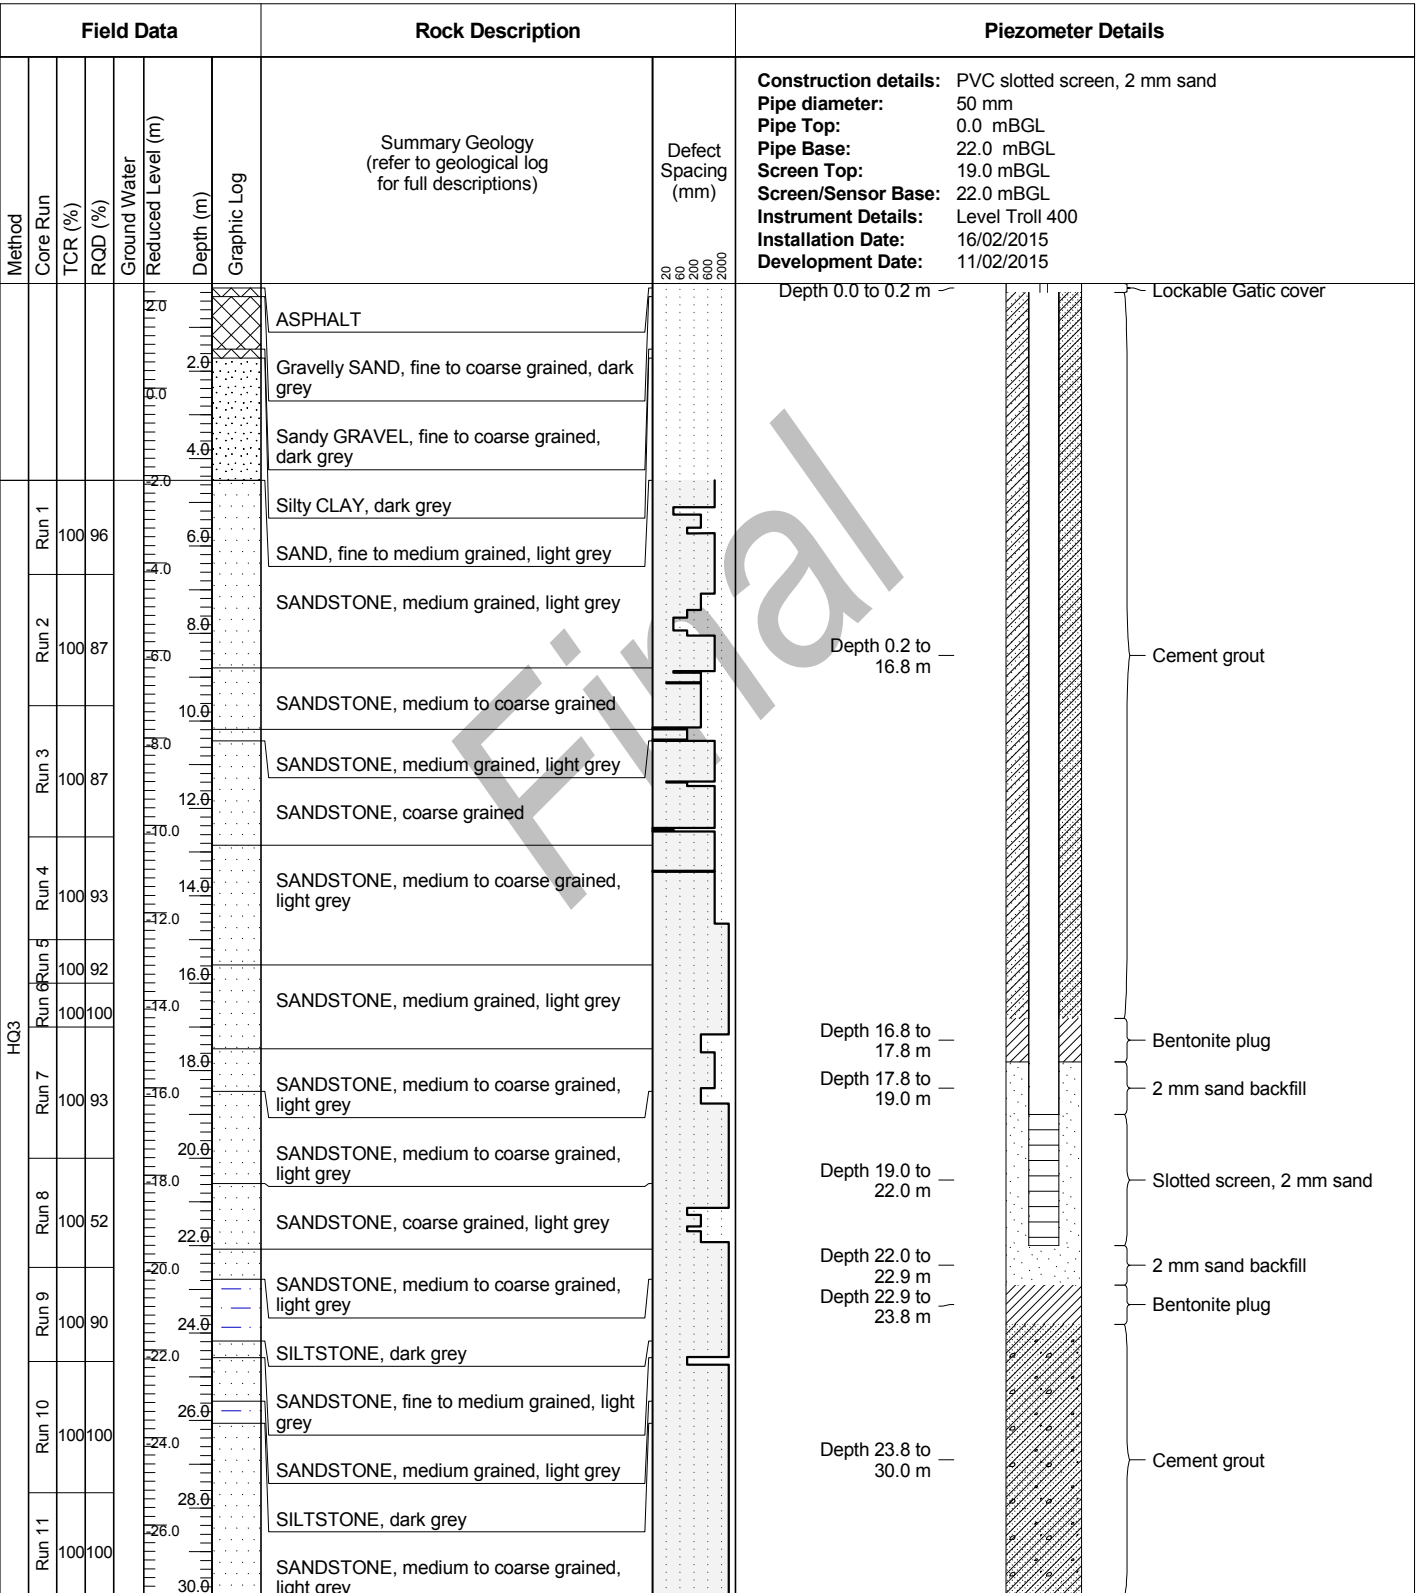 Field Data
Rock Description
Piezometer Details
Method
Core Run
TCR (%)
RQD (%)
Ground Water
Reduced Level (m)
Depth (m)
Graphic Log
Summary Geology
(refer to geological log
for full descriptions)
Defect
Spacing
(mm)
20
60
200
600
2000
Construction details: PVC slotted screen, 2 mm sand
Pipe diameter: 50 mm
Pipe Top: 0.0 mBGL
Pipe Base: 22.0 mBGL
Screen Top: 19.0 mBGL
Screen/Sensor Base: 22.0 mBGL
Instrument Details: Level Troll 400
Installation Date: 16/02/2015
Development Date: 11/02/2015
HQ3
Run 1
100 96
Run 2
100 87
Run 3
100 87
Run 4
100 93
Run 5
100 92
Run 6
100 100
Run 7
100 93
Run 8
100 52
Run 9
100 90
Run 10
100 100
Run 11
100 100
2.0
0.0
-2.0
-4.0
-6.0
-8.0
-10.0
-12.0
-14.0
-16.0
-18.0
-20.0
-22.0
-24.0
-26.0
2.0
4.0
6.0
8.0
10.0
12.0
14.0
16.0
18.0
20.0
22.0
24.0
26.0
28.0
30.0
ASPHALT
Gravelly SAND, fine to coarse grained, dark
grey
Sandy GRAVEL, fine to coarse grained,
dark grey
Silty CLAY, dark grey
SAND, fine to medium grained, light grey
SANDSTONE, medium grained, light grey
SANDSTONE, medium to coarse grained
SANDSTONE, medium grained, light grey
SANDSTONE, coarse grained
SANDSTONE, medium to coarse grained,
light grey
SANDSTONE, medium grained, light grey
SANDSTONE, medium to coarse grained,
light grey
SANDSTONE, medium to coarse grained,
light grey
SANDSTONE, coarse grained, light grey
SANDSTONE, medium to coarse grained,
light grey
SILTSTONE, dark grey
SANDSTONE, fine to medium grained, light
grey
SANDSTONE, medium grained, light grey
SILTSTONE, dark grey
SANDSTONE, medium to coarse grained,
light grey
Final
Depth 0.0 to 0.2 m
Lockable Gatic cover
Depth 0.2 to
16.8 m
Cement grout
Depth 16.8 to
17.8 m
Bentonite plug
Depth 17.8 to
19.0 m
2 mm sand backfill
Depth 19.0 to
22.0 m
Slotted screen, 2 mm sand
Depth 22.0 to
22.9 m
2 mm sand backfill
Depth 22.9 to
23.8 m
Bentonite plug
Depth 23.8 to
30.0 m
Cement grout